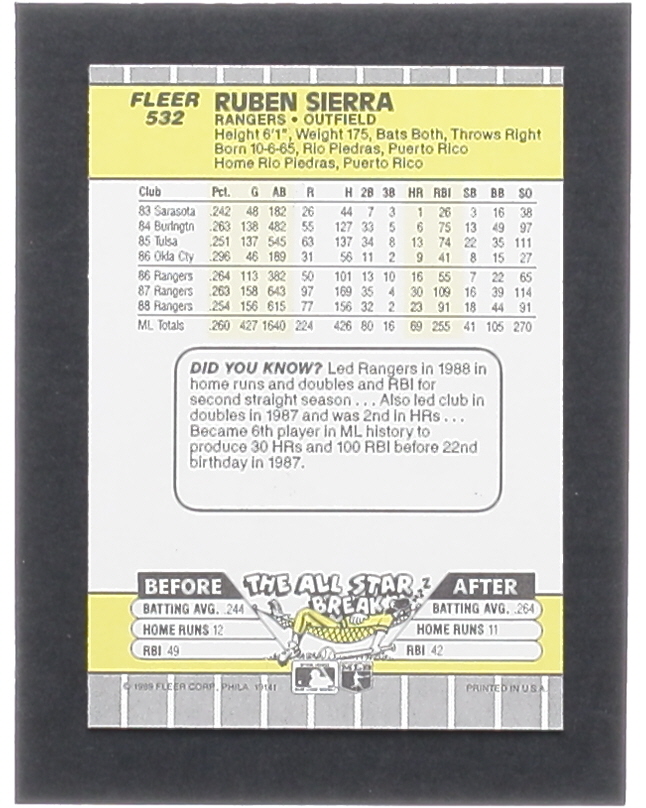 FLEER
532
RUBEN SIERRA
RANGERS • OUTFIELD
Height 6'1", Weight 175, Bats Both, Throws Right
Born 10-6-65, Rio Piedras, Puerto Rico
Home Rio Piedras, Puerto Rico
Club Pct. G AB R H 2B 3B HR RBI SB BB SO
83 Sarasota .242 48 182 26 44 7 3 1 26 3 16 38
84 Burlngtn .263 138 482 55 127 33 5 6 75 13 49 97
85 Tulsa .251 137 545 63 137 34 8 13 74 22 35 111
86 Okla Cty .296 46 189 31 56 11 2 9 41 8 15 27
86 Rangers .264 113 382 50 101 13 10 16 55 7 22 65
87 Rangers .263 158 643 97 169 35 4 30 109 16 39 114
88 Rangers .254 156 615 77 156 32 2 23 91 18 44 91
ML Totals .260 427 1640 224 426 80 16 69 255 41 105 270
DID YOU KNOW? Led Rangers in 1988 in
home runs and doubles and RBI for
second straight season . . . Also led club in
doubles in 1987 and was 2nd in HRs . . .
Became 6th player in ML history to
produce 30 HRs and 100 RBI before 22nd
birthday in 1987.
BEFORE THE ALL STAR BREAK AFTER
BATTING AVG. .244 BATTING AVG. .264
HOME RUNS 12 HOME RUNS 11
RBI 49 RBI 42
MLB
© 1989 FLEER CORP., PHILA. 19141 PRINTED IN U.S.A.